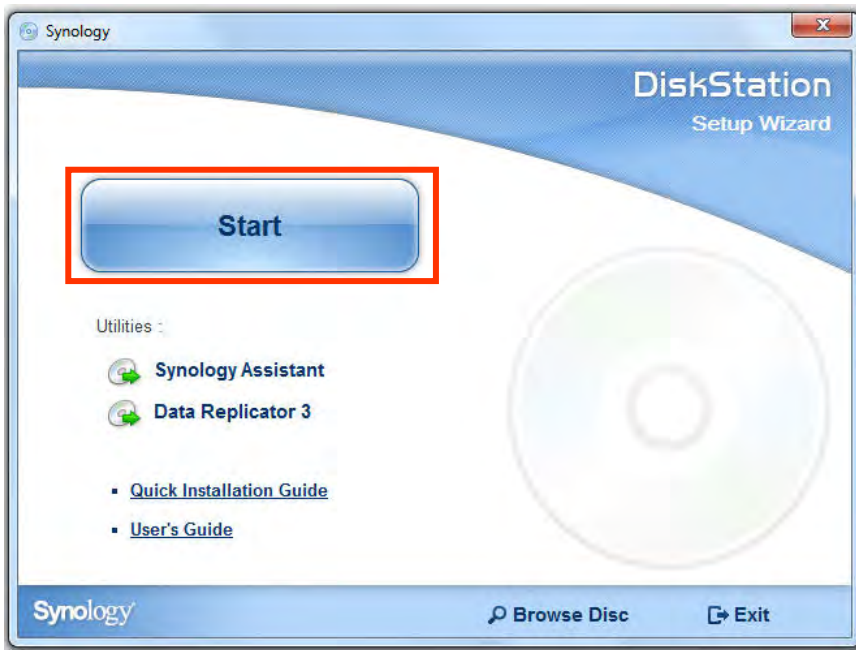 Synology
DiskStation
Setup Wizard
Start
Utilities :
Synology Assistant
Data Replicator 3
Quick Installation Guide
User's Guide
Synology
Browse Disc
Exit